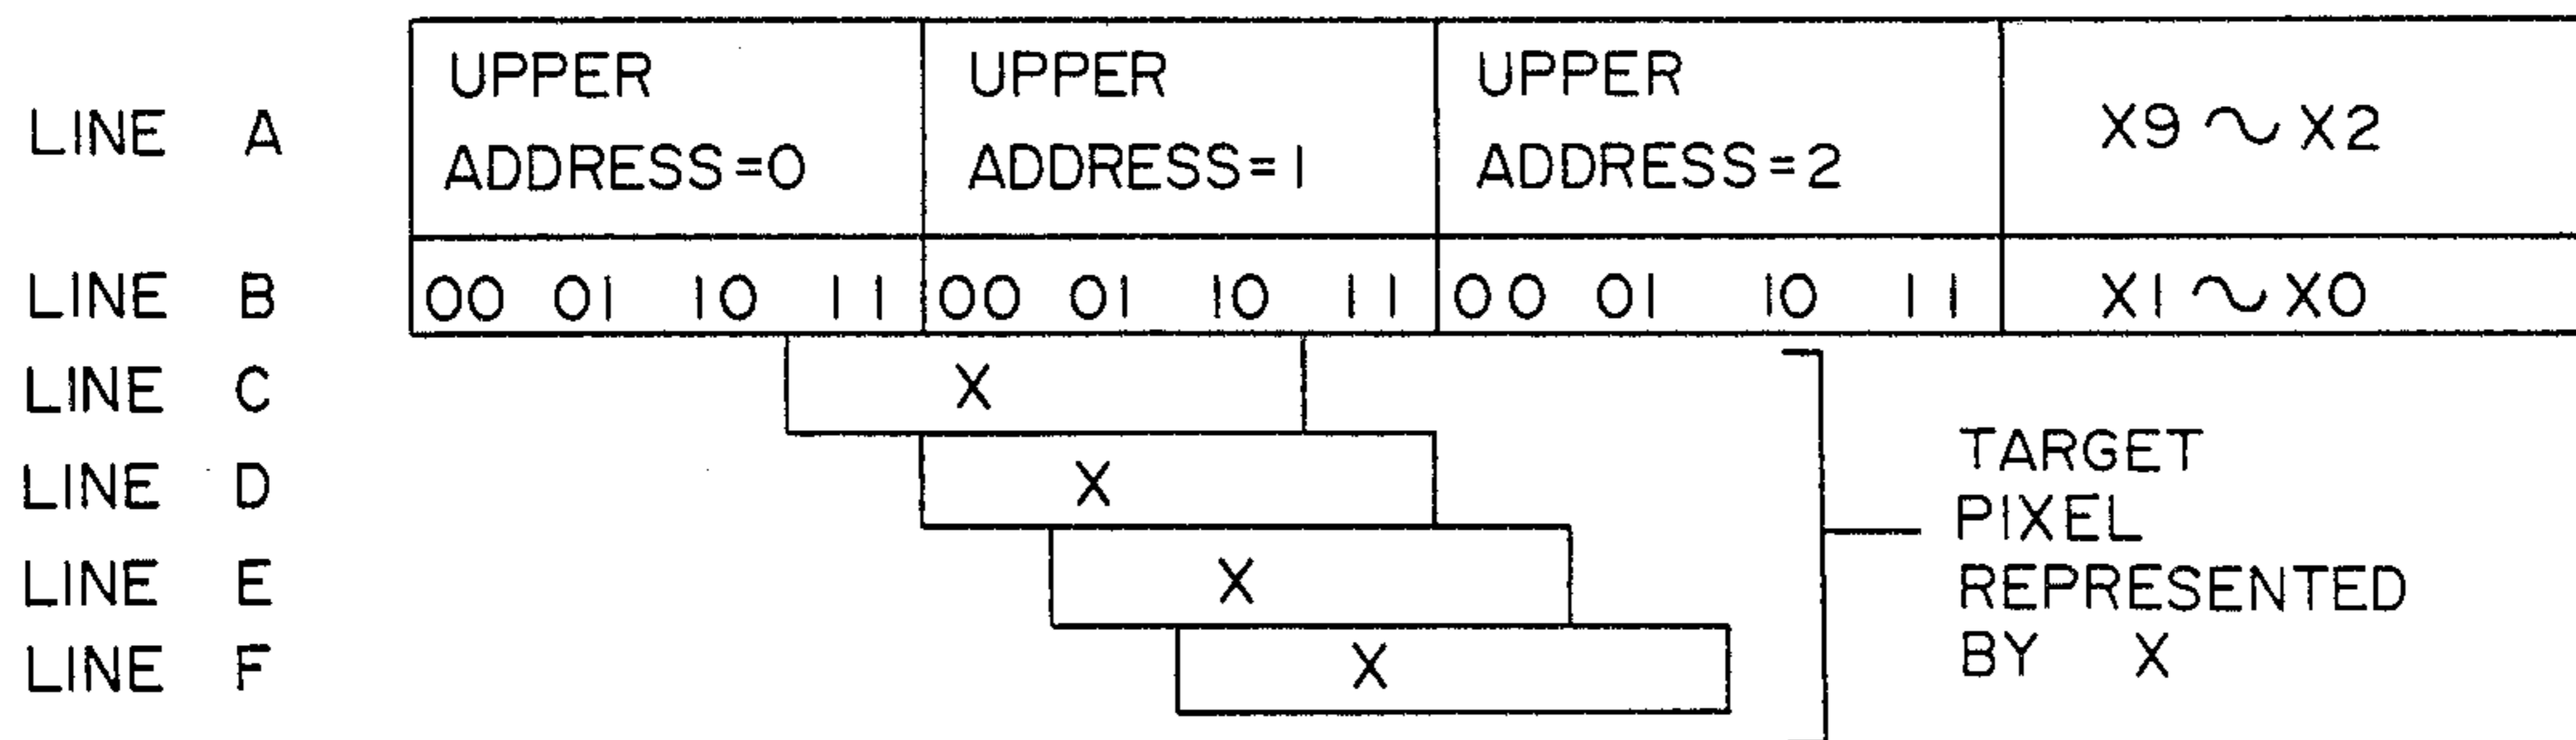 LINE A
UPPER ADDRESS=0
UPPER ADDRESS=1
UPPER ADDRESS=2
X9 ~ X2
LINE B
00 01 10 11 00 01 10 11 00 01 10 11 X1 ~ X0
LINE C X
LINE D X
LINE E X
LINE F X
TARGET
PIXEL
REPRESENTED
BY X